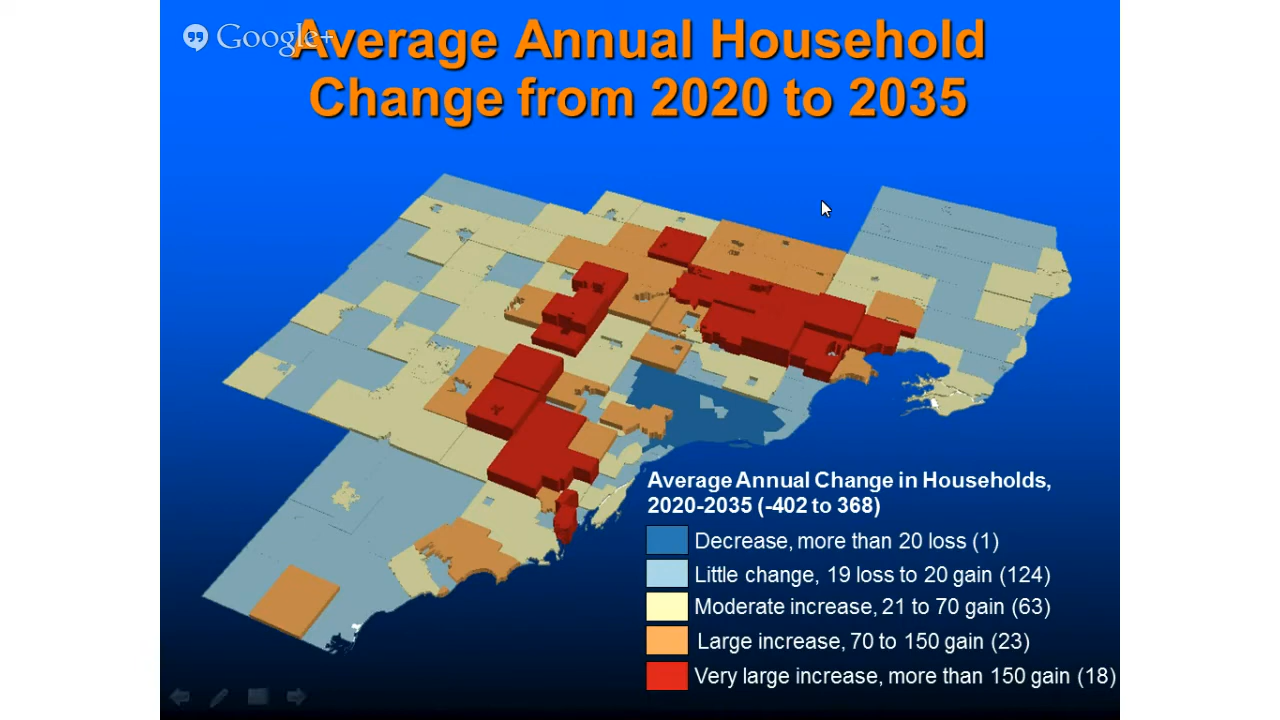 Google+
Average Annual Household
Change from 2020 to 2035
Average Annual Change in Households,
2020-2035 (-402 to 368)
Decrease, more than 20 loss (1)
Little change, 19 loss to 20 gain (124)
Moderate increase, 21 to 70 gain (63)
Large increase, 70 to 150 gain (23)
Very large increase, more than 150 gain (18)